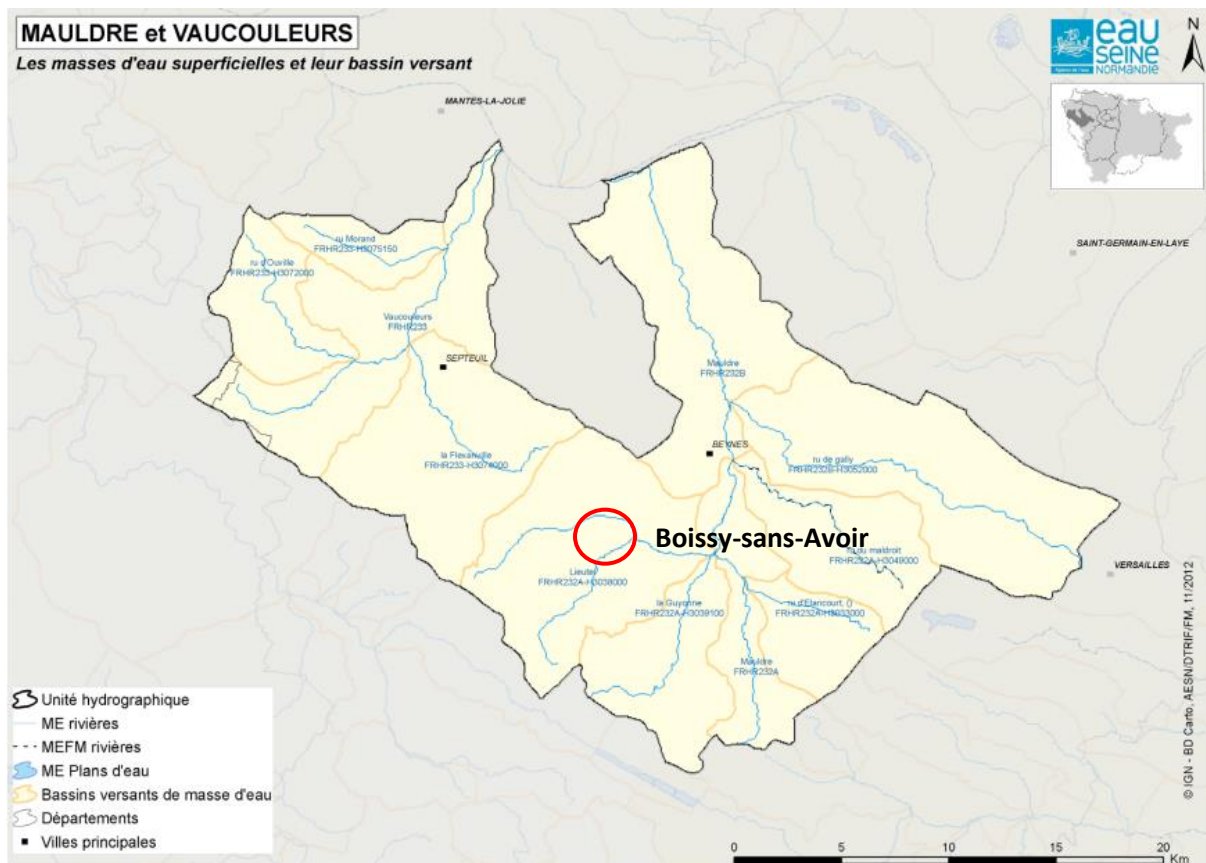 MAULDRE et VAUCOULEURS
Les masses d'eau superficielles et leur bassin versant
eau
SEINE
NORMANDIE
N
MANTES-LA-JOLIE
SAINT-GERMAIN-EN-LAYE
ru Morand
FRHR233-H3075150
ru d'Ouville
FRHR233-H3072000
Vaucouleurs
FRHR233
SEPTEUIL
Mauldre
FRHR232B
BEYNES
la Flexanville
FRHR233-H3074000
ru de gally
FRHR232B-H3052000
Boissy-sans-Avoir
ru du maldroit
FRHR232A-H3049000
VERSAILLES
Lieutel
FRHR232A-H3038000
la Guyonne
FRHR232A-H3039100
ru d'Elancourt, ()
FRHR232A-H3033000
Mauldre
FRHR232A
Unité hydrographique
ME rivières
MEFM rivières
ME Plans d'eau
Bassins versants de masse d'eau
Départements
Villes principales
© IGN - BD Carto, AESN/DTRIF/FM, 11/2012
0 5 10 15 20
Km